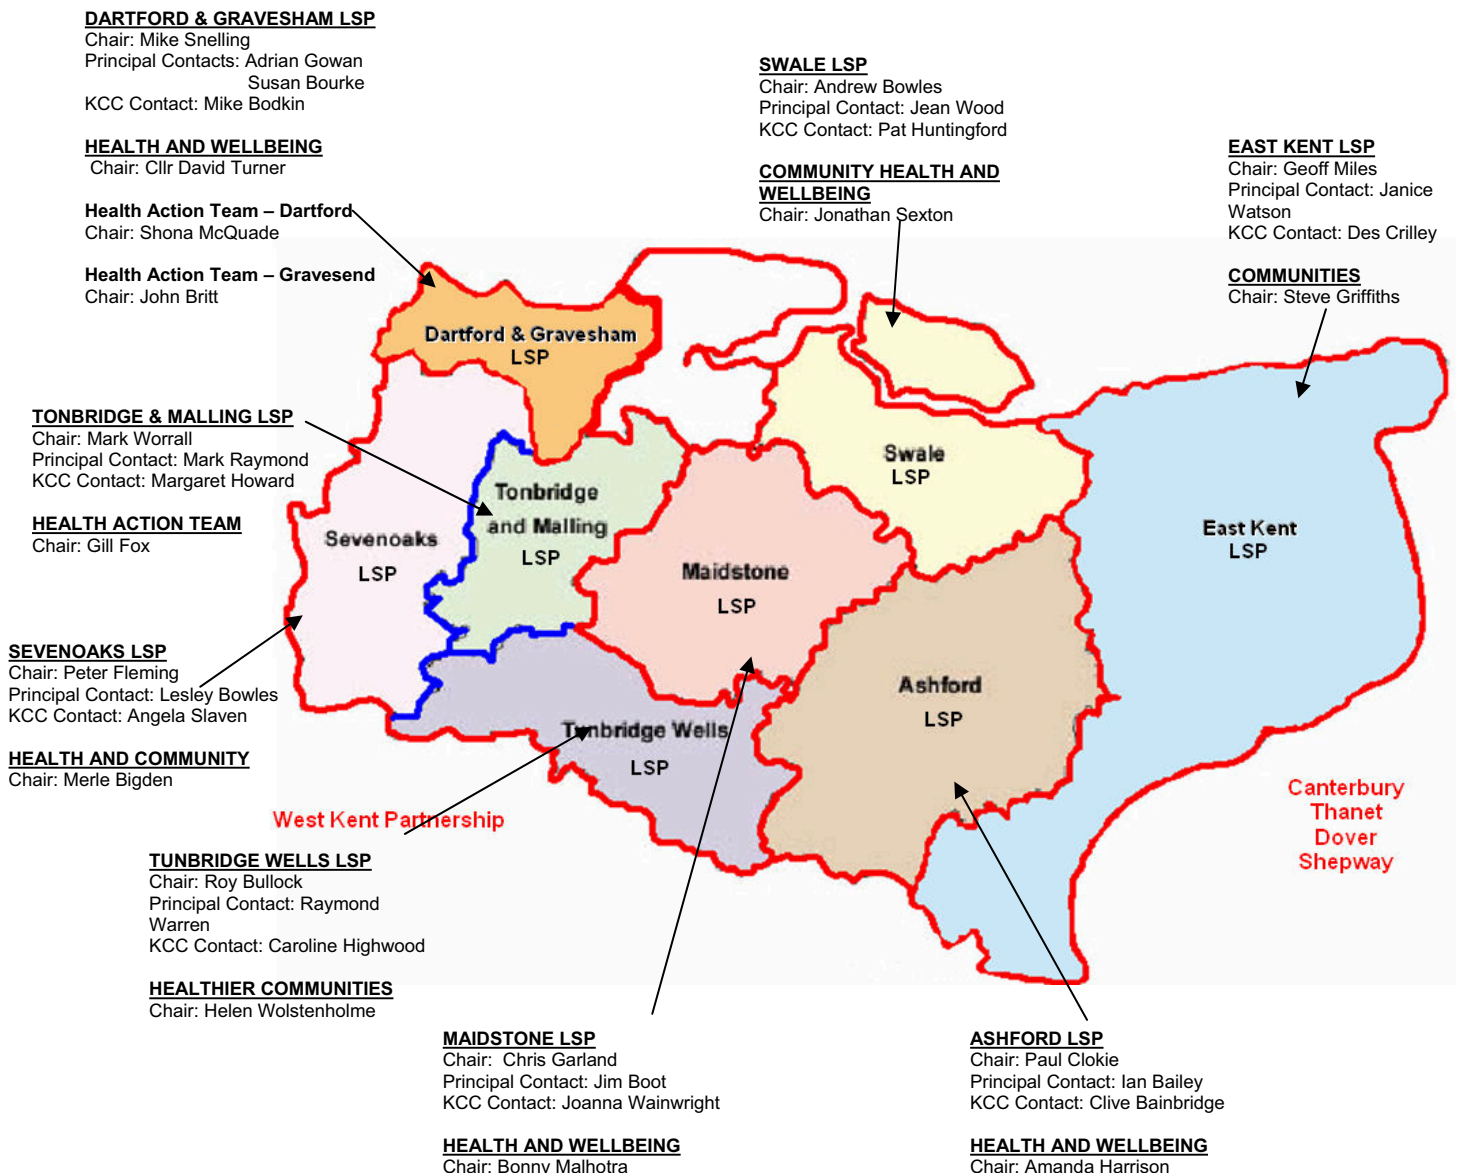 DARTFORD & GRAVESHAM LSP
Chair: Mike Snelling
Principal Contacts: Adrian Gowan
Susan Bourke
KCC Contact: Mike Bodkin
HEALTH AND WELLBEING
Chair: Cllr David Turner
Health Action Team – Dartford
Chair: Shona McQuade
Health Action Team – Gravesend
Chair: John Britt
SWALE LSP
Chair: Andrew Bowles
Principal Contact: Jean Wood
KCC Contact: Pat Huntingford
COMMUNITY HEALTH AND
WELLBEING
Chair: Jonathan Sexton
EAST KENT LSP
Chair: Geoff Miles
Principal Contact: Janice
Watson
KCC Contact: Des Crilley
COMMUNITIES
Chair: Steve Griffiths
TONBRIDGE & MALLING LSP
Chair: Mark Worrall
Principal Contact: Mark Raymond
KCC Contact: Margaret Howard
HEALTH ACTION TEAM
Chair: Gill Fox
SEVENOAKS LSP
Chair: Peter Fleming
Principal Contact: Lesley Bowles
KCC Contact: Angela Slaven
HEALTH AND COMMUNITY
Chair: Merle Bigden
Dartford & Gravesham
LSP
Swale
LSP
Tonbridge
and Malling
LSP
Sevenoaks
LSP
Maidstone
LSP
East Kent
LSP
Ashford
LSP
Tunbridge Wells
LSP
West Kent Partnership
Canterbury
Thanet
Dover
Shepway
TUNBRIDGE WELLS LSP
Chair: Roy Bullock
Principal Contact: Raymond
Warren
KCC Contact: Caroline Highwood
HEALTHIER COMMUNITIES
Chair: Helen Wolstenholme
MAIDSTONE LSP
Chair:  Chris Garland
Principal Contact: Jim Boot
KCC Contact: Joanna Wainwright
HEALTH AND WELLBEING
Chair: Bonny Malhotra
ASHFORD LSP
Chair: Paul Clokie
Principal Contact: Ian Bailey
KCC Contact: Clive Bainbridge
HEALTH AND WELLBEING
Chair: Amanda Harrison